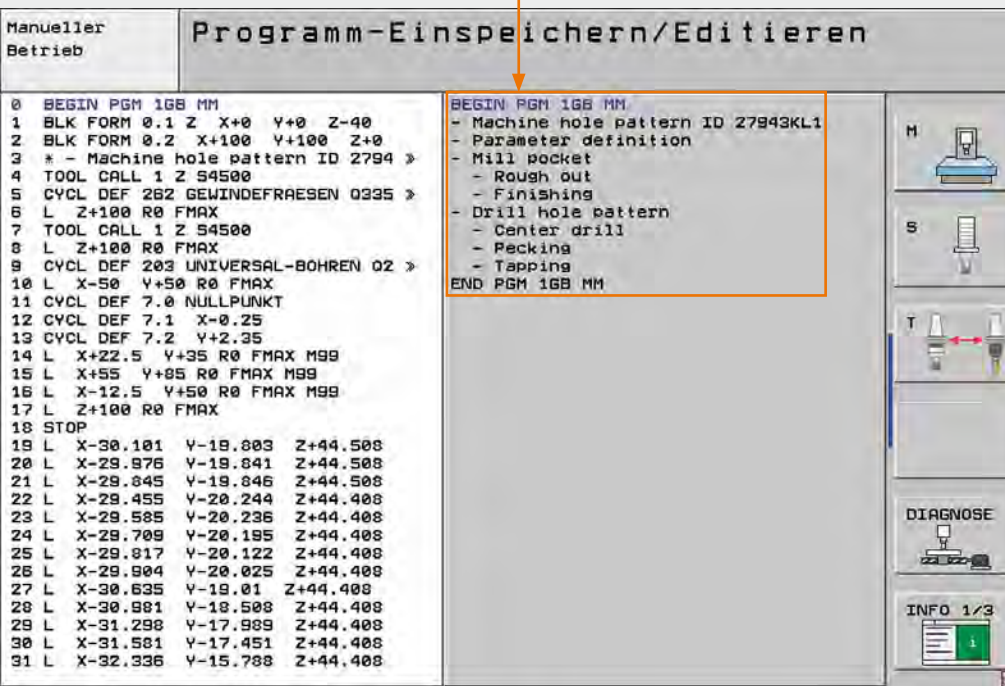 Manueller
Betrieb
Programm-Einspeichern/Editieren
0 BEGIN PGM 1GB MM
1 BLK FORM 0.1 Z X+0 Y+0 Z-40
2 BLK FORM 0.2 X+100 Y+100 Z+0
3 * - Machine hole pattern ID 2794 »
4 TOOL CALL 1 Z S4500
5 CYCL DEF 262 GEWINDEFRAESEN Q335 »
6 L Z+100 R0 FMAX
7 TOOL CALL 1 Z S4500
8 L Z+100 R0 FMAX
9 CYCL DEF 203 UNIVERSAL-BOHREN Q2 »
10 L X-50 Y+50 R0 FMAX
11 CYCL DEF 7.0 NULLPUNKT
12 CYCL DEF 7.1 X-0.25
13 CYCL DEF 7.2 Y+2.35
14 L X+22.5 Y+35 R0 FMAX M99
15 L X+55 Y+85 R0 FMAX M99
16 L X-12.5 Y+50 R0 FMAX M99
17 L Z+100 R0 FMAX
18 STOP
19 L X-30.101 Y-19.803 Z+44.508
20 L X-29.976 Y-19.841 Z+44.508
21 L X-29.845 Y-19.846 Z+44.508
22 L X-29.455 Y-20.244 Z+44.408
23 L X-29.585 Y-20.236 Z+44.408
24 L X-29.709 Y-20.195 Z+44.408
25 L X-29.817 Y-20.122 Z+44.408
26 L X-29.904 Y-20.025 Z+44.408
27 L X-30.635 Y-19.01 Z+44.408
28 L X-30.981 Y-18.508 Z+44.408
29 L X-31.298 Y-17.989 Z+44.408
30 L X-31.581 Y-17.451 Z+44.408
31 L X-32.336 Y-15.788 Z+44.408
BEGIN PGM 1GB MM
- Machine hole pattern ID 27943KL1
- Parameter definition
- Mill pocket
- Rough out
- Finishing
- Drill hole pattern
- Center drill
- Pecking
- Tapping
END PGM 1GB MM
M
S
T
DIAGNOSE
INFO 1/3
i